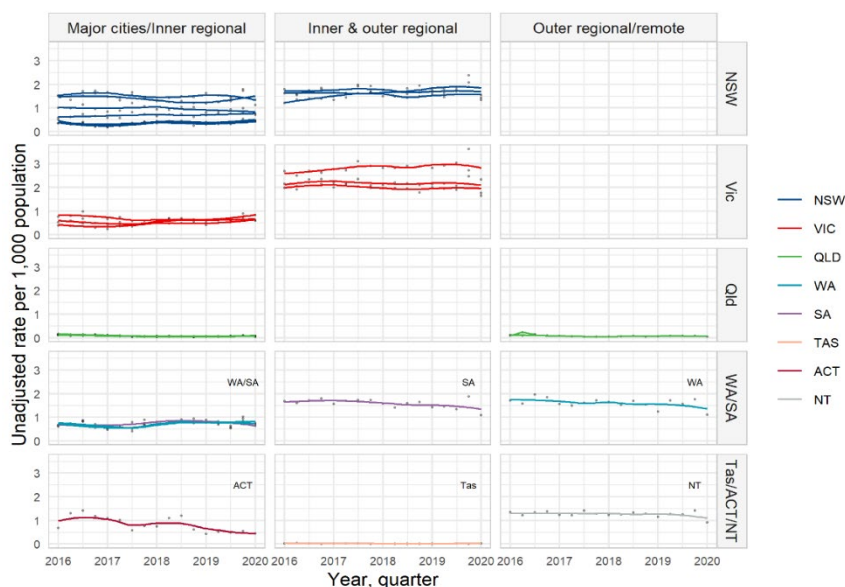 Major cities/Inner regional
Inner & outer regional
Outer regional/remote
Unadjusted rate per 1,000 population
3
2
1
0
NSW
3
2
1
0
Vic
3
2
1
0
Qld
3
2
1
0
WA/SA
SA
WA
WA/SA
3
2
1
0
ACT
Tas
NT
Tas/ACT/NT
2016 2017 2018 2019 2020
2016 2017 2018 2019 2020
2016 2017 2018 2019 2020
Year, quarter
NSW
VIC
QLD
WA
SA
TAS
ACT
NT